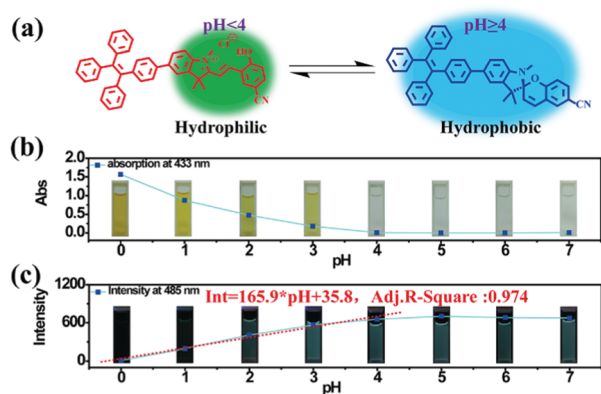 (a)
pH<4
pH≥4
HO
N
CN
N
O
CN
Hydrophilic
Hydrophobic
(b)
absorption at 433 nm
Abs
2.0
1.5
1.0
0.5
0.0
0 1 2 3 4 5 6 7
pH
(c)
Intensity at 485 nm
Int=165.9*pH+35.8, Adj.R-Square :0.974
Intensity
1200
600
0
0 1 2 3 4 5 6 7
pH